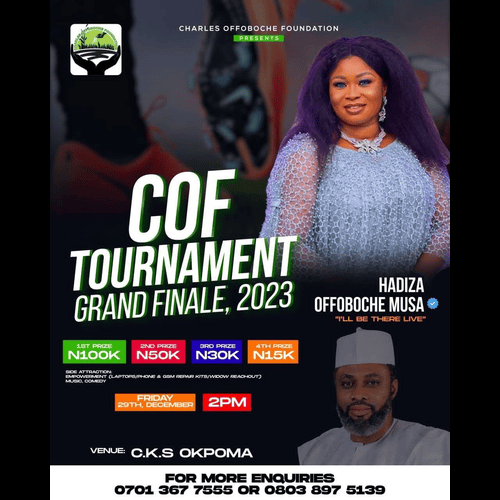 CHARLES OFFOBOCHE FOUNDATION
PRESENTS
COF
TOURNAMENT
GRAND FINALE, 2023
HADIZA
OFFOBOCHE MUSA
"I'LL BE THERE LIVE"
1ST PRIZE
N100K
2ND PRIZE
N50K
3RD PRIZE
N30K
4TH PRIZE
N15K
SIDE ATTRACTION:
EMPOWERMENT (LAPTOPS/PHONE & GSM REPAIR KITS/WIDOW REACHOUT)
MUSIC, COMEDY
FRIDAY
29TH, DECEMBER
2PM
VENUE: C.K.S OKPOMA
FOR MORE ENQUIRIES
0701 367 7555 OR 0803 897 5139